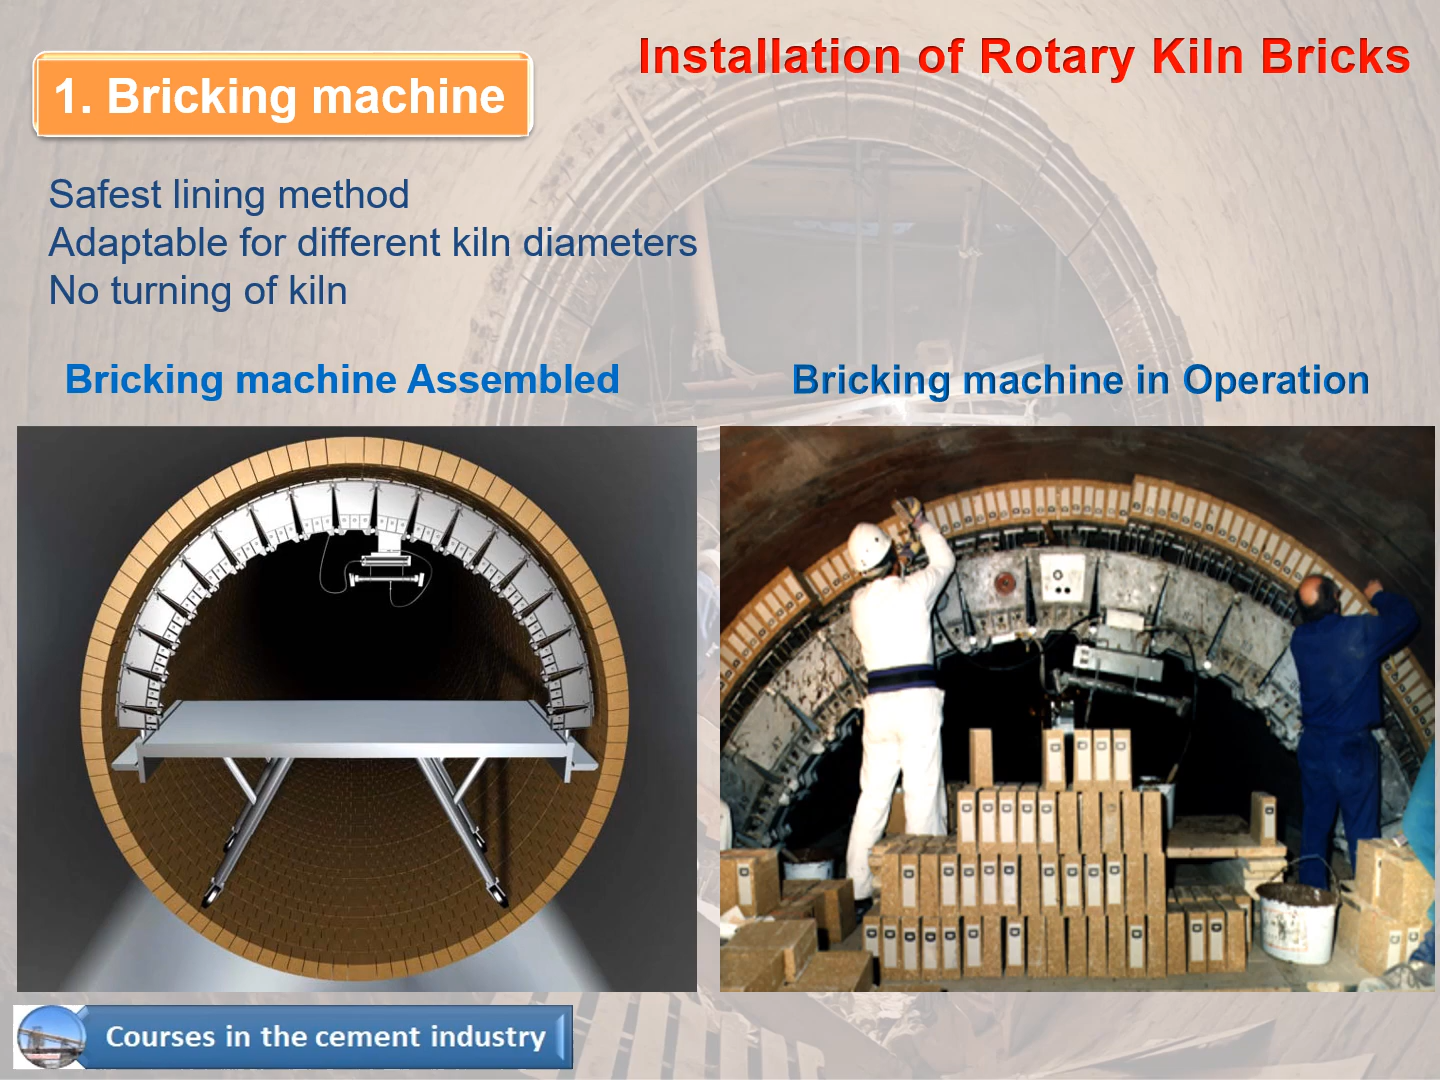 Installation of Rotary Kiln Bricks
1. Bricking machine
Safest lining method
Adaptable for different kiln diameters
No turning of kiln
Bricking machine Assembled
Bricking machine in Operation
Courses in the cement industry